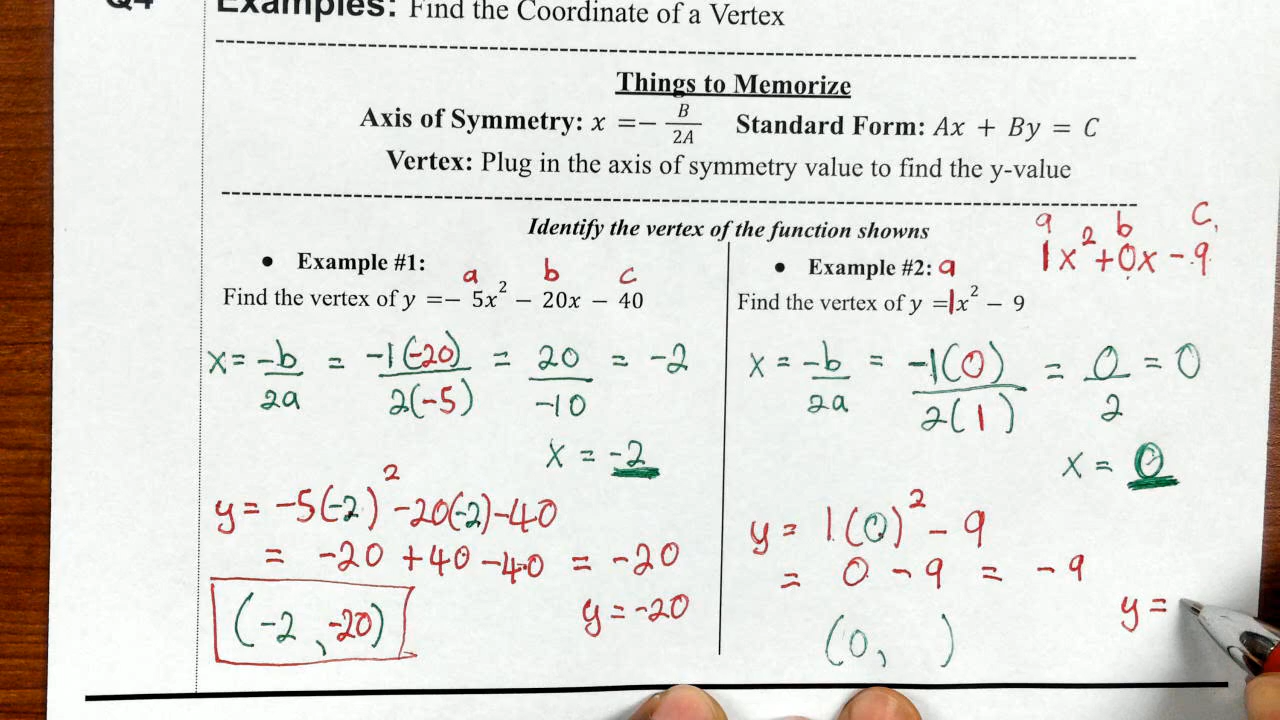 Q4 Examples: Find the Coordinate of a Vertex
Things to Memorize
Axis of Symmetry: x =− B/2A Standard Form: Ax + By = C
Vertex: Plug in the axis of symmetry value to find the y-value
Identify the vertex of the function showns
• Example #1:
a b c
Find the vertex of y =− 5x² − 20x − 40
x = -b/2a = -1(-20)/2(-5) = 20/-10 = -2
x = -2
y = -5(-2)² -20(-2)-40
= -20 +40 -40 = -20
y = -20
(-2, -20)
a b c,
1x² +0x -9
• Example #2: a
Find the vertex of y =1x² − 9
x = -b/2a = -1(0)/2(1) = 0/2 = 0
x = 0
y = 1(0)² - 9
= 0 - 9 = -9
y =
(0, )